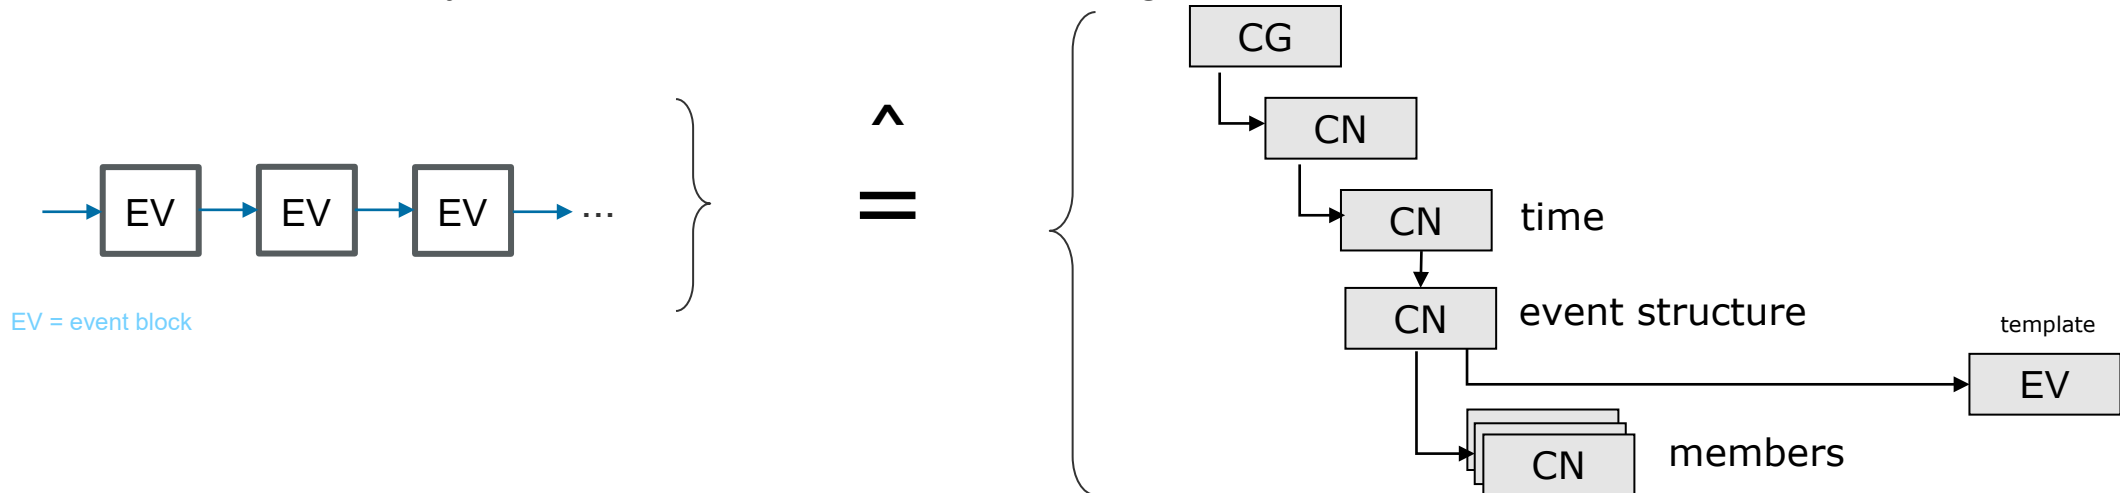 CG
CN
^
=
EV
EV
EV
...
CN
time
CN
event structure
EV = event block
template
EV
CN
members